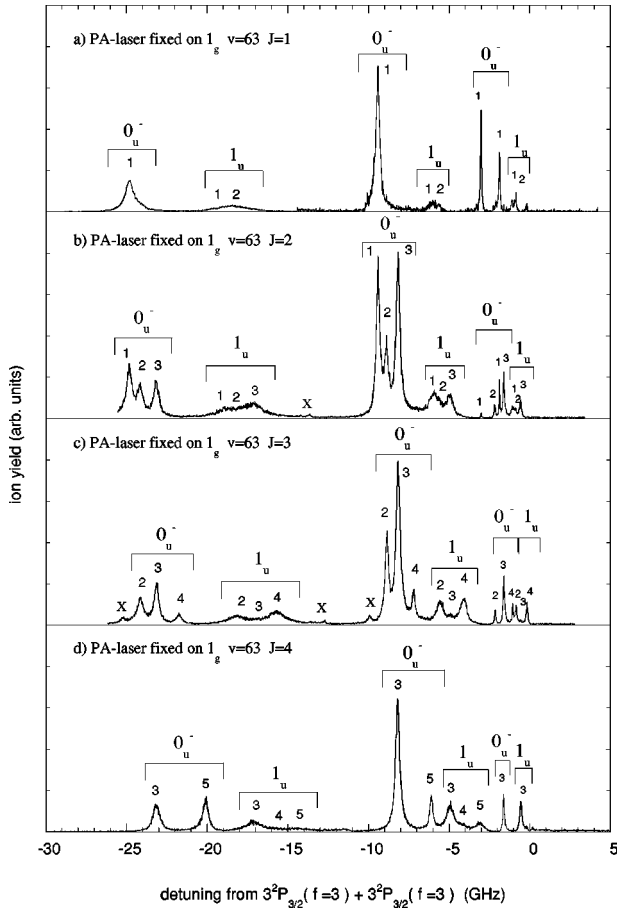 a) PA-laser fixed on 1g v=63 J=1
0u-
1
1u
1 2
0u-
1
1u
1 2
0u-
1 1
1u
1 2
b) PA-laser fixed on 1g v=63 J=2
0u-
1 2 3
1u
1 2 3
x
0u-
1 2 3
1u
1 2 3
0u-
1 2 1 3
1u
1 2 3
c) PA-laser fixed on 1g v=63 J=3
x
0u-
2 3 4
1u
2 3 4
x
x
0u-
2 3 4
1u
2 3 4
0u-
2 3 4
1u
2 3 4
d) PA-laser fixed on 1g v=63 J=4
0u-
3 5
1u
3 4 5
0u-
3 5
1u
3 4 5
0u-
3
1u
3
ion yield (arb. units)
-30 -25 -20 -15 -10 -5 0 5
detuning from 3²P3/2( f =3 ) + 3²P3/2( f =3 ) (GHz)